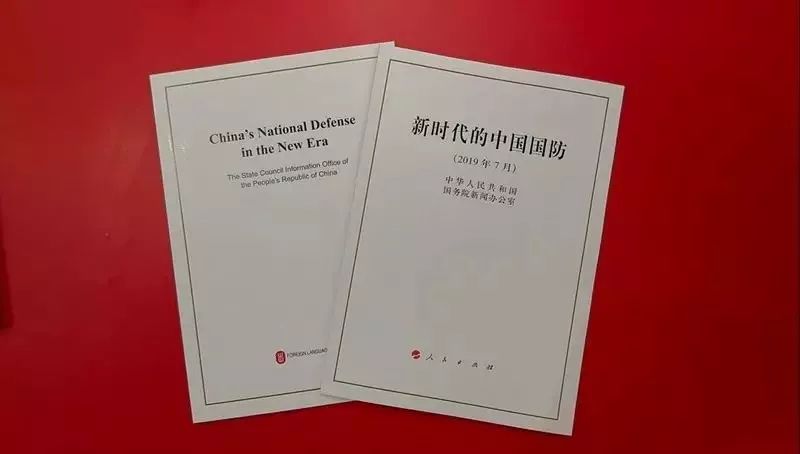 China's National Defense
in the New Era
The State Council Information Office of
the People's Republic of China
FOREIGN LANGUAG
新时代的中国国防
（2019年7月）
中华人民共和国
国务院新闻办公室
人民出版社